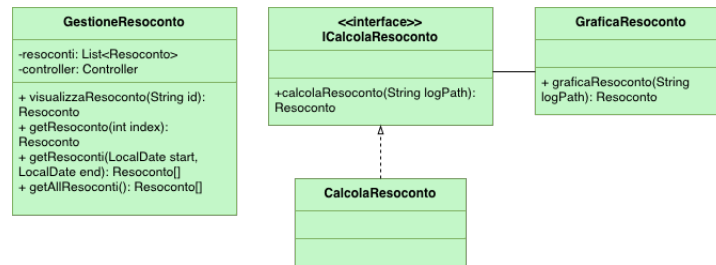 GestioneResoconto
-resoconti: List<Resoconto>
-controller: Controller
+ visualizzaResoconto(String id):
Resoconto
+ getResoconto(int index):
Resoconto
+ getResoconti(LocalDate start,
LocalDate end): Resoconto[]
+ getAllResoconti(): Resoconto[]
<<interface>>
ICalcolaResoconto
+calcolaResoconto(String logPath):
Resoconto
GraficaResoconto
+ graficaResoconto(String
logPath): Resoconto
CalcolaResoconto